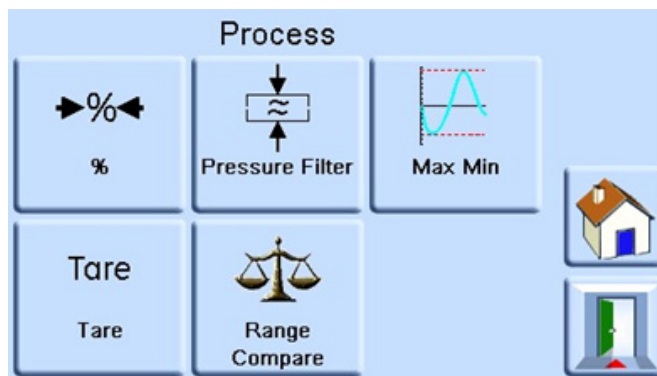 Process
%
%
Pressure Filter
Max Min
Tare
Tare
Range
Compare